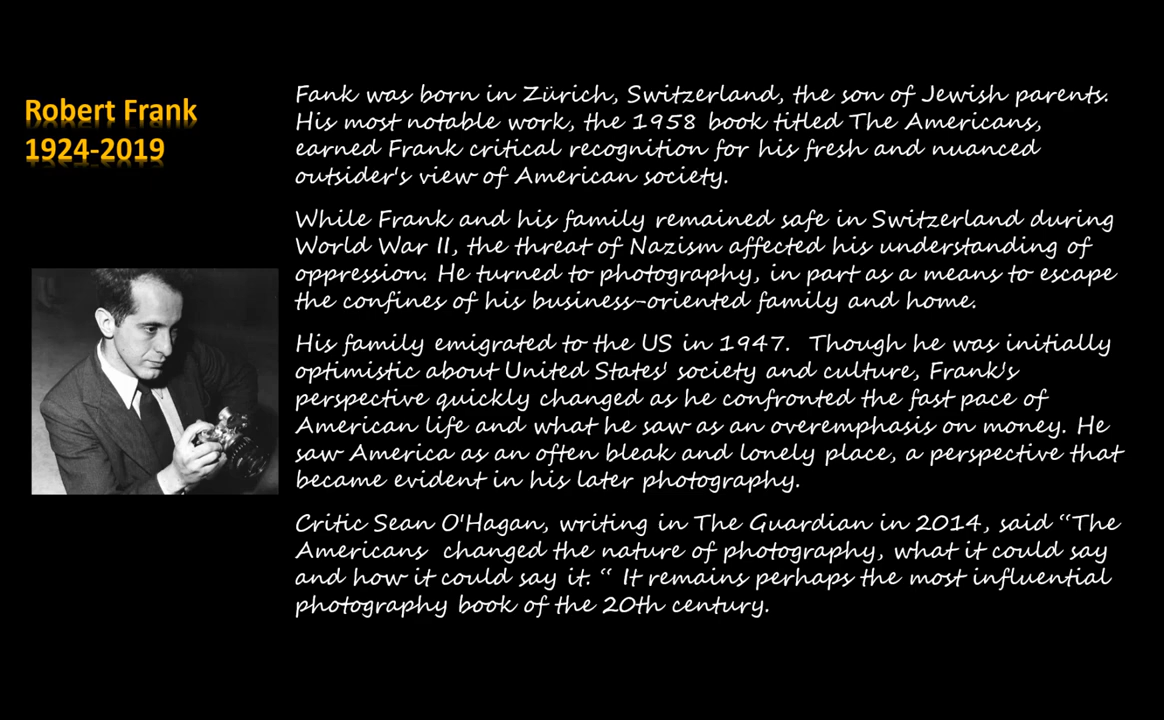 Robert Frank
1924-2019
Fank was born in Zürich, Switzerland, the son of Jewish parents.
His most notable work, the 1958 book titled The Americans,
earned Frank critical recognition for his fresh and nuanced
outsider's view of American society.
While Frank and his family remained safe in Switzerland during
World War II, the threat of Nazism affected his understanding of
oppression. He turned to photography, in part as a means to escape
the confines of his business-oriented family and home.
His family emigrated to the US in 1947.  Though he was initially
optimistic about United States' society and culture, Frank's
perspective quickly changed as he confronted the fast pace of
American life and what he saw as an overemphasis on money. He
saw America as an often bleak and lonely place, a perspective that
became evident in his later photography.
Critic Sean O'Hagan, writing in The Guardian in 2014, said “The
Americans  changed the nature of photography, what it could say
and how it could say it. “ It remains perhaps the most influential
photography book of the 20th century.